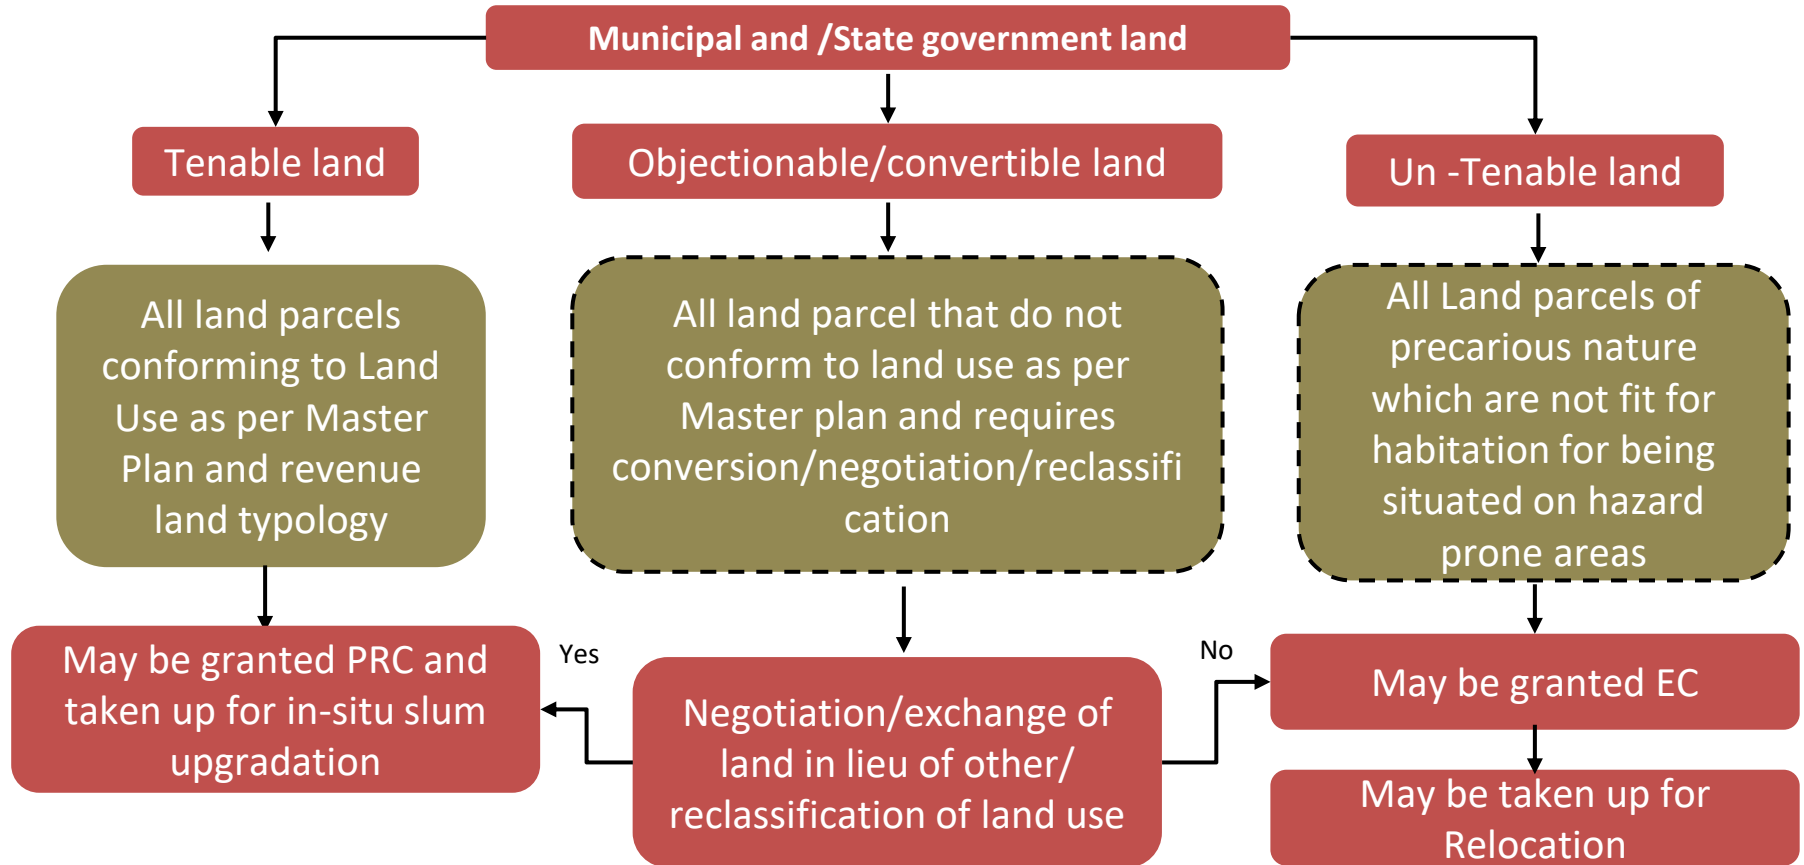 Municipal and /State government land
Tenable land
Objectionable/convertible land
Un -Tenable land
All land parcels
conforming to Land
Use as per Master
Plan and revenue
land typology
All land parcel that do not
conform to land use as per
Master plan and requires
conversion/negotiation/reclassifi
cation
All Land parcels of
precarious nature
which are not fit for
habitation for being
situated on hazard
prone areas
May be granted PRC and
taken up for in-situ slum
upgradation
Yes
Negotiation/exchange of
land in lieu of other/
reclassification of land use
No
May be granted EC
May be taken up for
Relocation